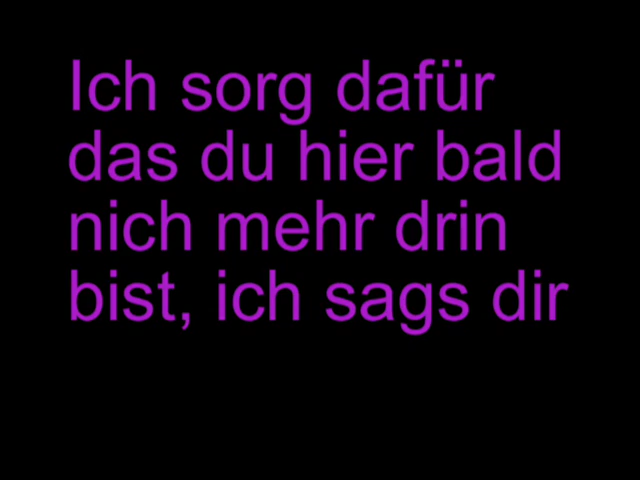 Ich sorg dafür
das du hier bald
nich mehr drin
bist, ich sags dir